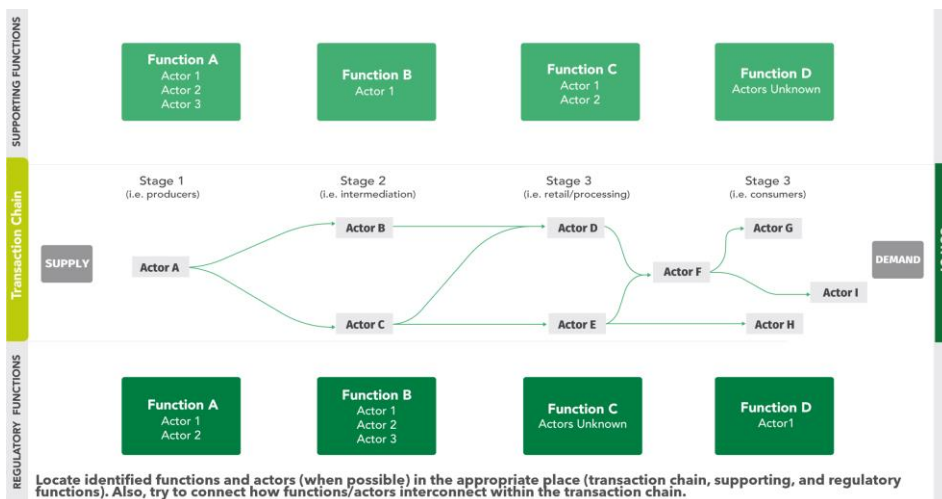 SUPPORTING FUNCTIONS
Function A
Actor 1
Actor 2
Actor 3
Function B
Actor 1
Function C
Actor 1
Actor 2
Function D
Actors Unknown
Transaction Chain
Stage 1
(i.e. producers)
Stage 2
(i.e. intermediation)
Stage 3
(i.e. retail/processing)
Stage 3
(i.e. consumers)
SUPPLY
Actor A
Actor B
Actor C
Actor D
Actor E
Actor F
Actor G
Actor I
Actor H
DEMAND
REGULATORY FUNCTIONS
Function A
Actor 1
Actor 2
Function B
Actor 1
Actor 2
Actor 3
Function C
Actors Unknown
Function D
Actor1
Locate identified functions and actors (when possible) in the appropriate place (transaction chain, supporting, and regulatory
functions). Also, try to connect how functions/actors interconnect within the transaction chain.